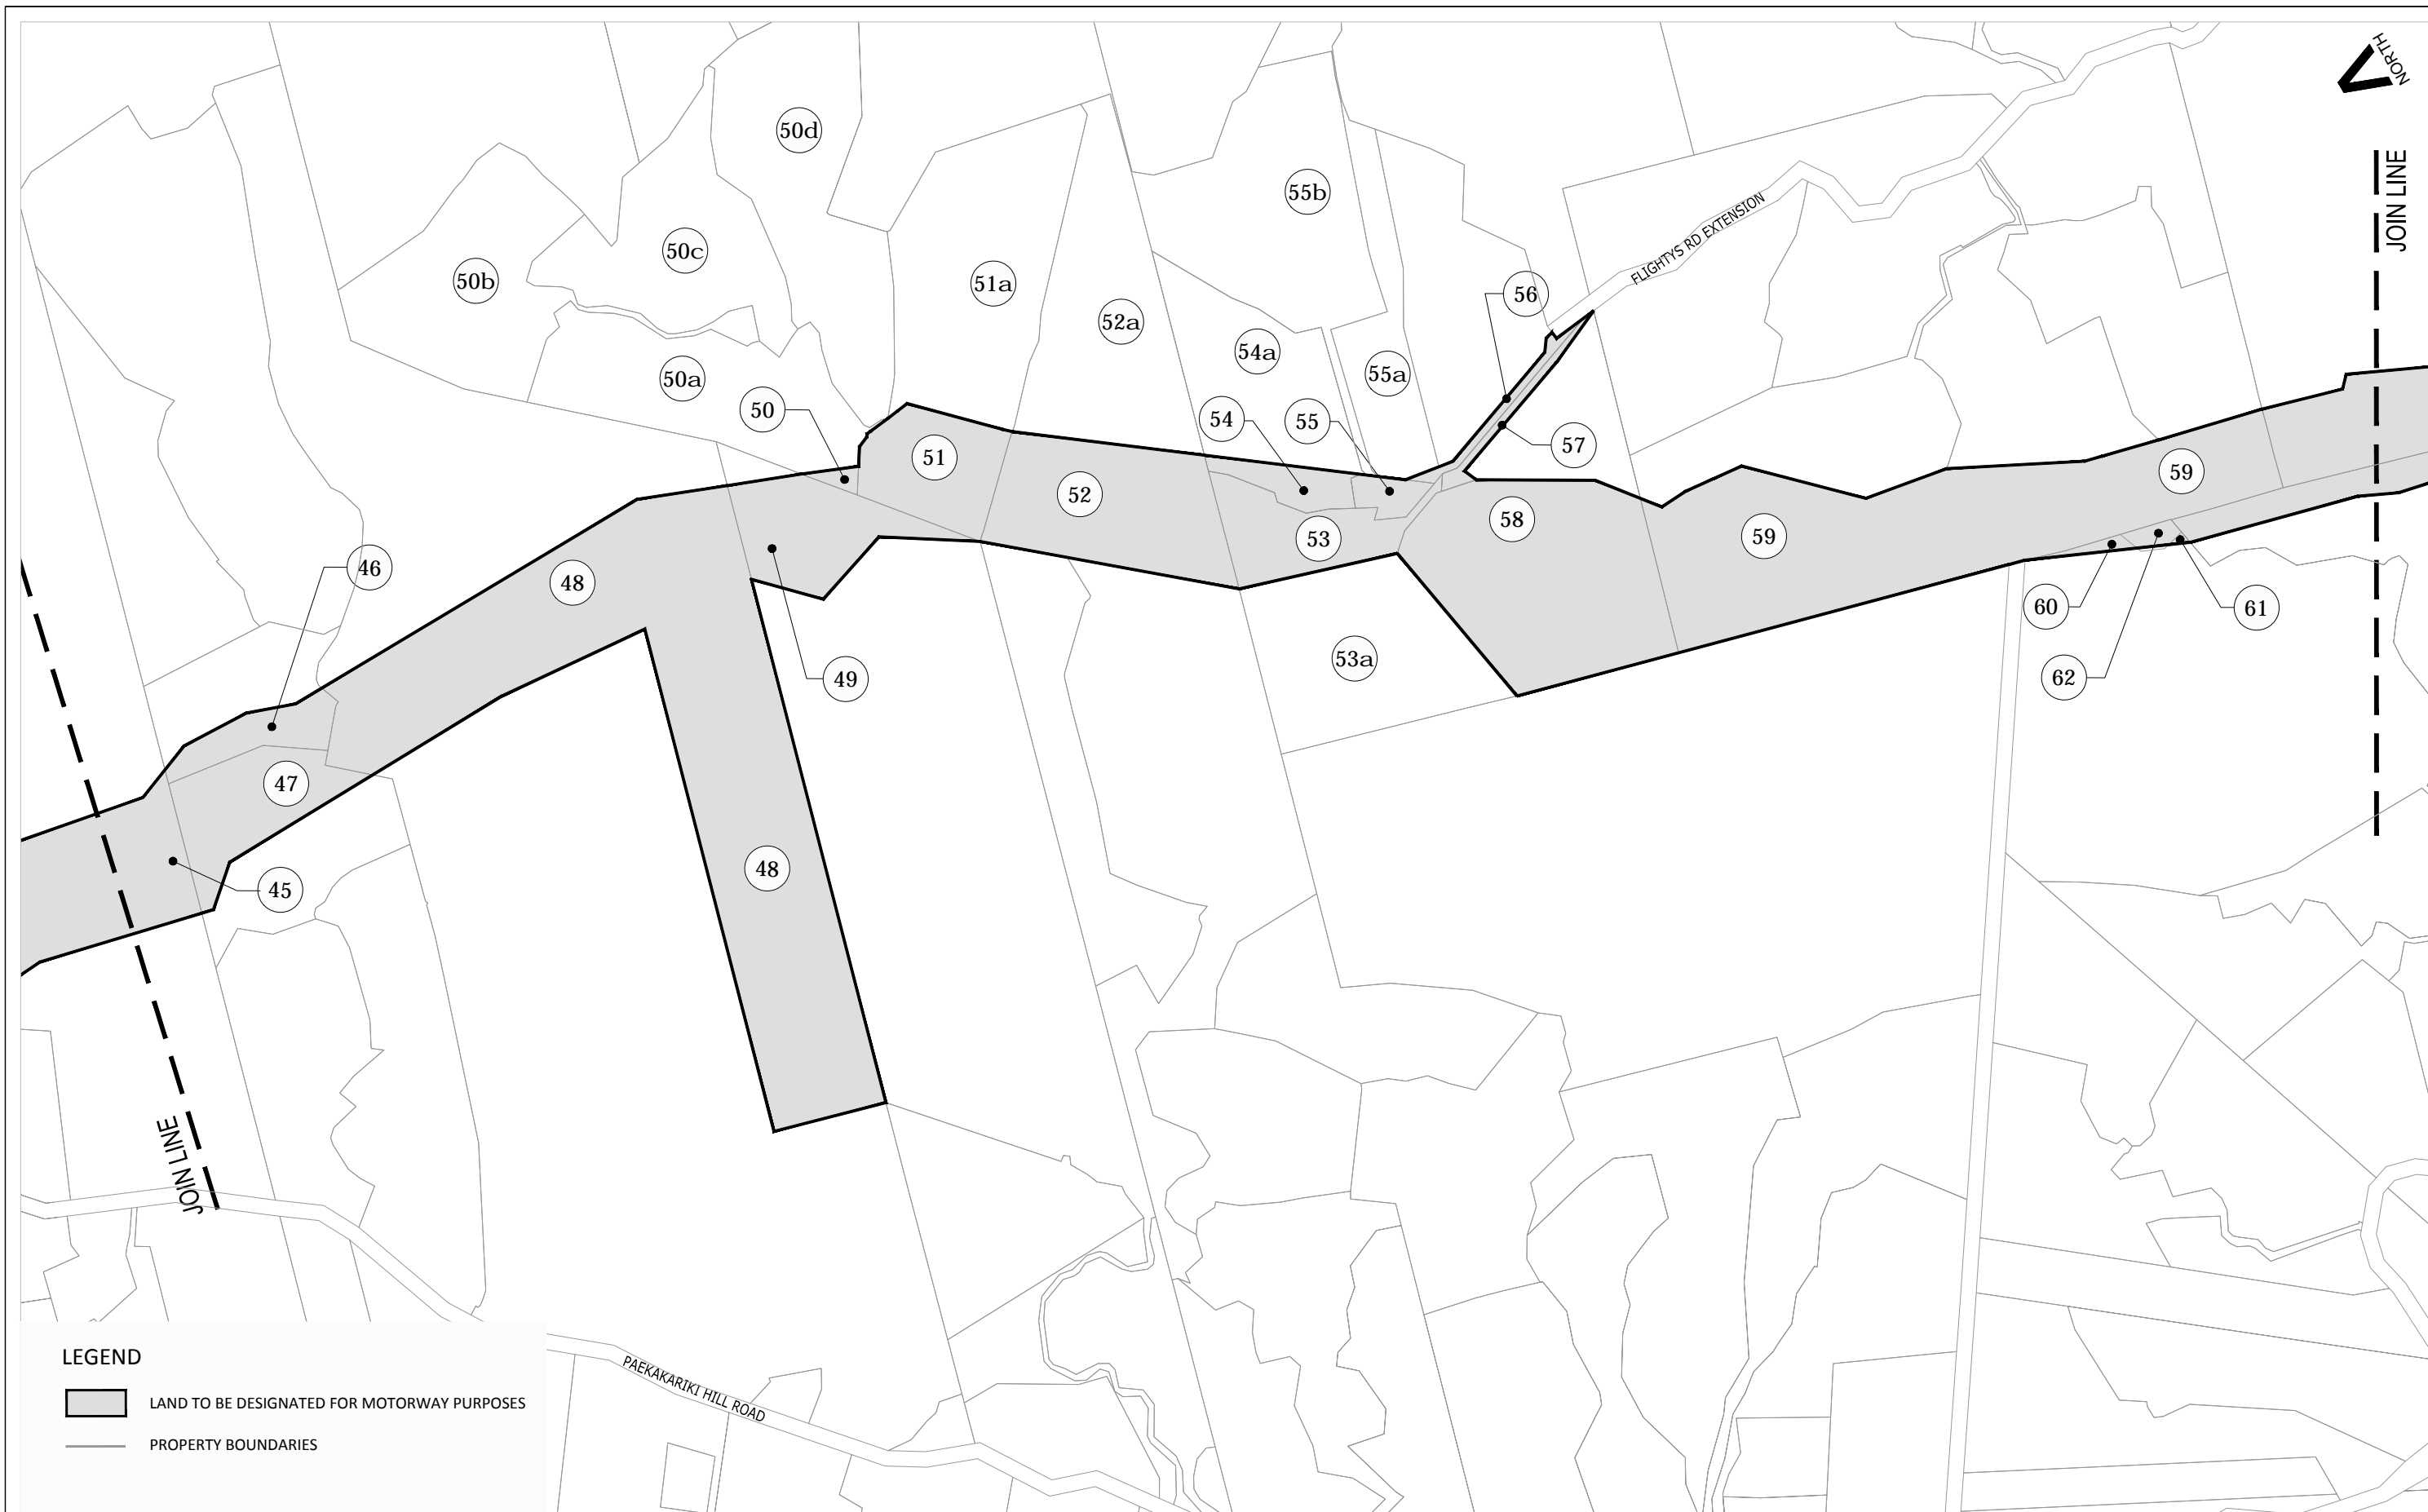 NORTH
JOIN LINE
50d
55b
FLIGHTYS RD EXTENSION
50c
50b
51a
56
52a
54a
55a
50a
50
54
55
57
51
59
52
58
59
53
46
48
60
61
53a
62
49
47
48
45
JOIN LINE
PAEKAKARIKI HILL ROAD
LEGEND
LAND TO BE DESIGNATED FOR MOTORWAY PURPOSES
PROPERTY BOUNDARIES